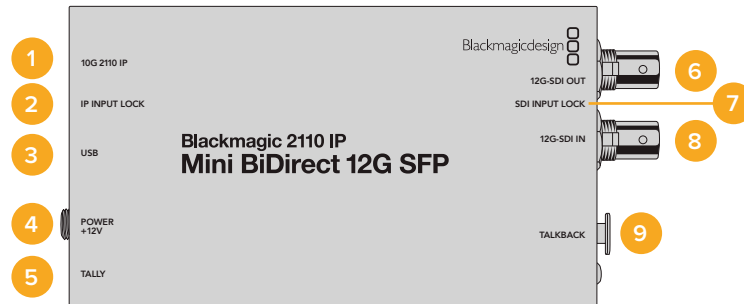 Blackmagicdesign
1
10G 2110 IP
12G-SDI OUT
6
2
IP INPUT LOCK
SDI INPUT LOCK
7
3
USB
Blackmagic 2110 IP
Mini BiDirect 12G SFP
12G-SDI IN
8
4
POWER
+12V
TALKBACK
9
5
TALLY